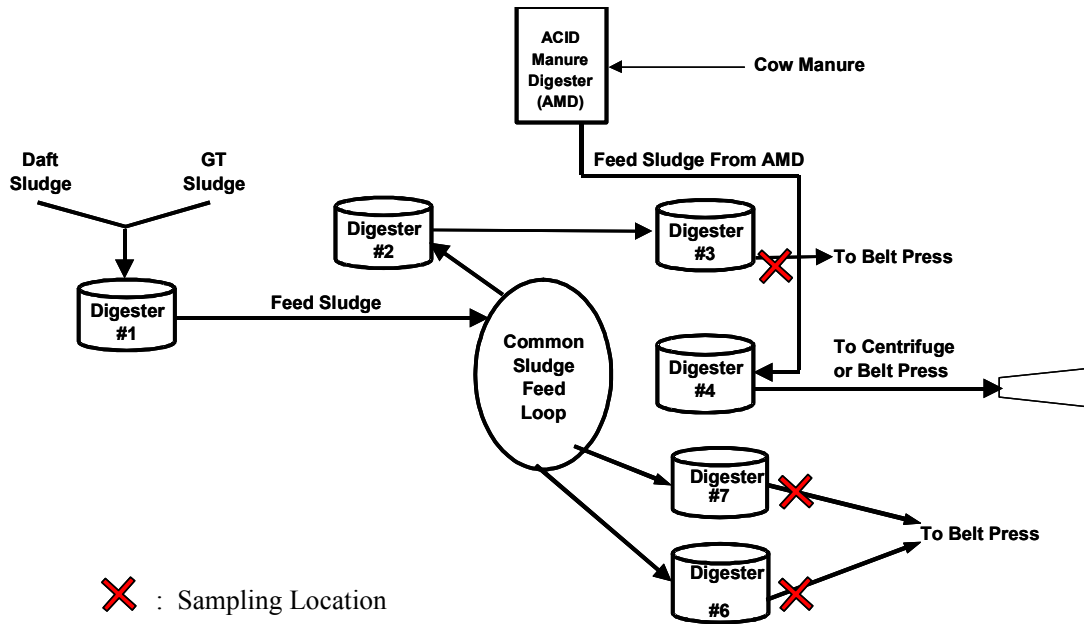 ACID
Manure
Digester
(AMD)
Cow Manure
Feed Sludge From AMD
Daft
Sludge
GT
Sludge
Digester
#2
Digester
#3
To Belt Press
Digester
#1
Feed Sludge
Common
Sludge
Feed
Loop
Digester
#4
To Centrifuge
or Belt Press
Digester
#7
To Belt Press
Digester
#6
: Sampling Location